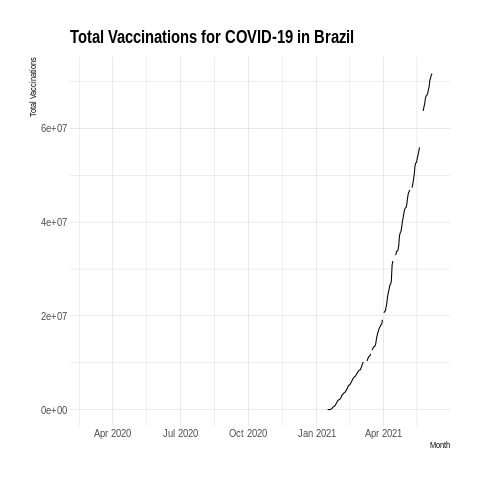 Total Vaccinations for COVID-19 in Brazil
Total Vaccinations
6e+07
4e+07
2e+07
0e+00
Apr 2020 Jul 2020 Oct 2020 Jan 2021 Apr 2021
Month